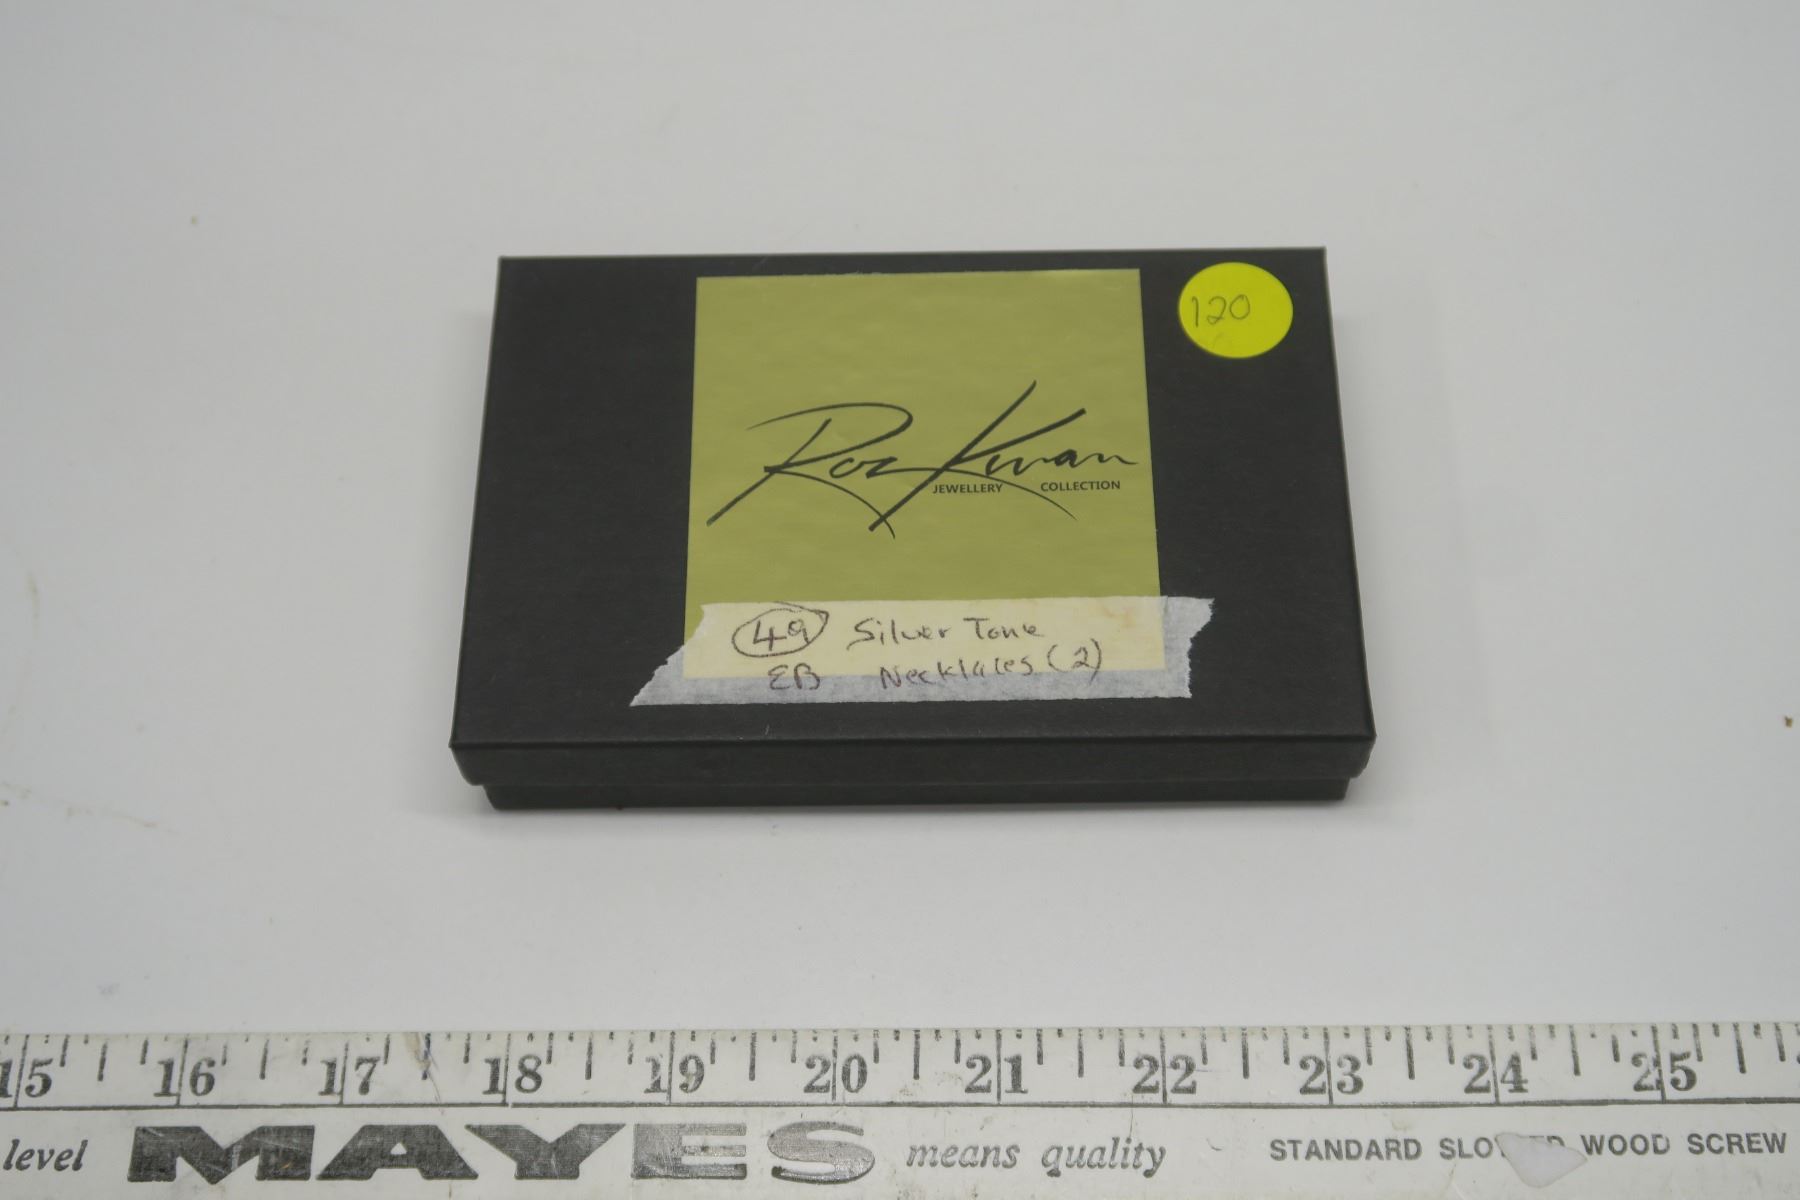 120
Roz Kwan
JEWELLERY COLLECTION
49 Silver Tone
EB Necklaces (2)
15 16 17 18 19 20 21 22 23 24 25
level MAYES means quality STANDARD WOOD SCREW